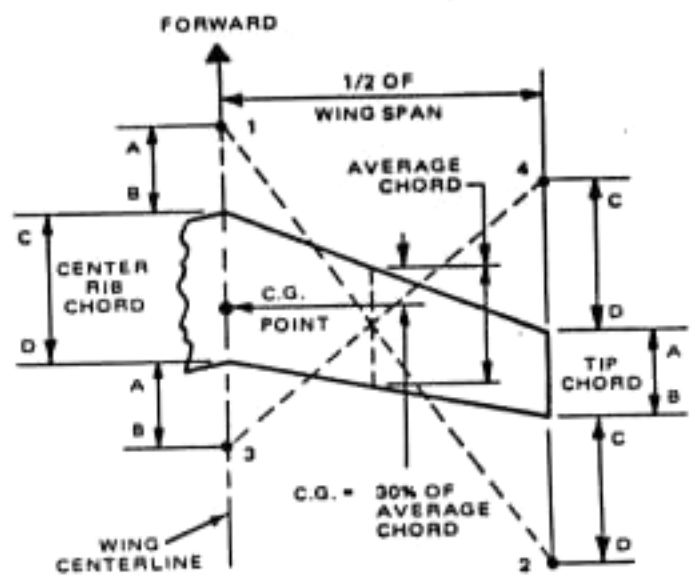 FORWARD
1/2 OF
WING SPAN
1
A
B
AVERAGE
CHORD
4
C
D
C
CENTER
RIB
CHORD
D
C.G.
POINT
A
TIP
CHORD
B
A
B
3
C
D
C.G. = 30% OF
AVERAGE
CHORD
WING
CENTERLINE
2